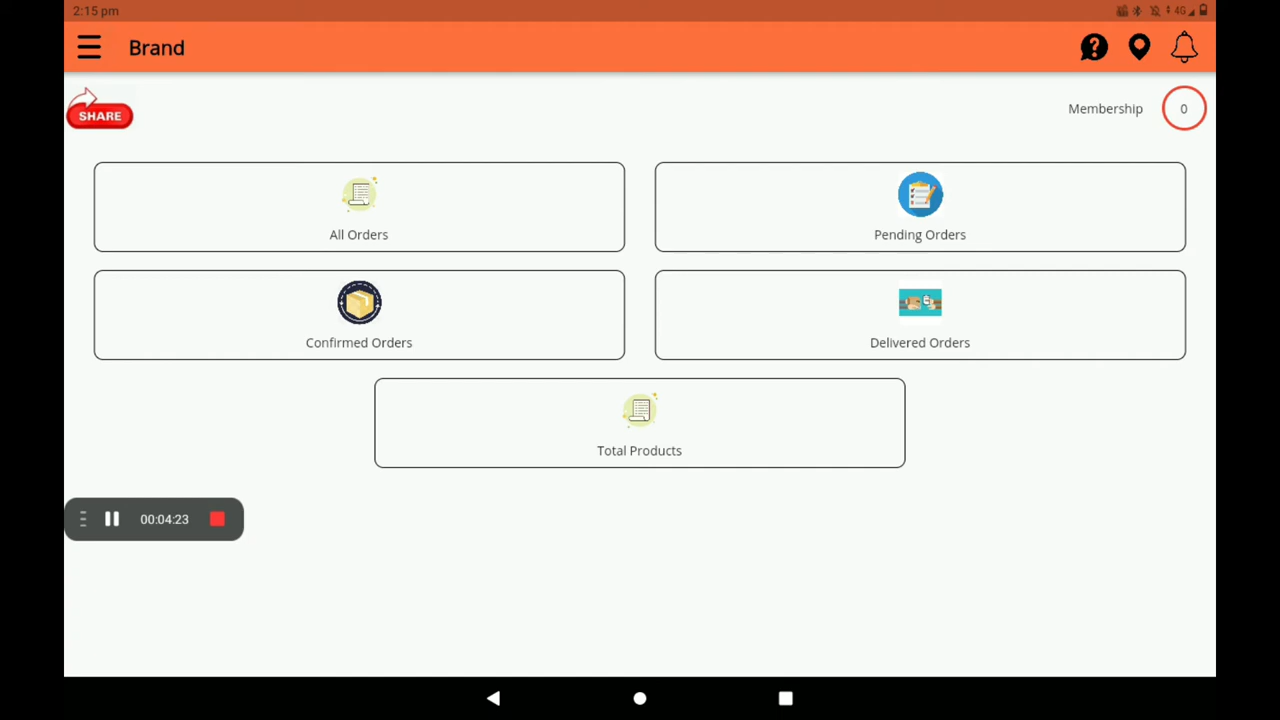 2:15 pm
4G
Brand
SHARE
Membership 0
All Orders
Pending Orders
Confirmed Orders
Delivered Orders
Total Products
00:04:23